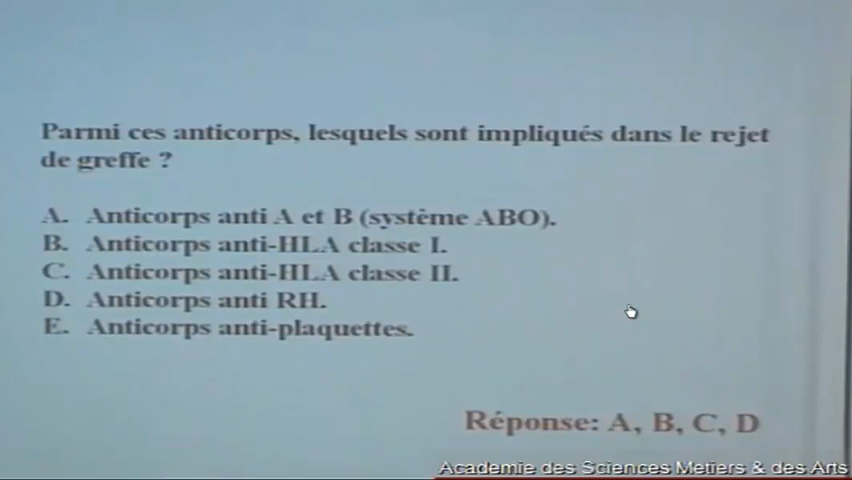 Parmi ces anticorps, lesquels sont impliqués dans le rejet
de greffe ?
A. Anticorps anti A et B (système ABO).
B. Anticorps anti-HLA classe I.
C. Anticorps anti-HLA classe II.
D. Anticorps anti RH.
E. Anticorps anti-plaquettes.
Réponse: A, B, C, D
Academie des Sciences Metiers & des Arts